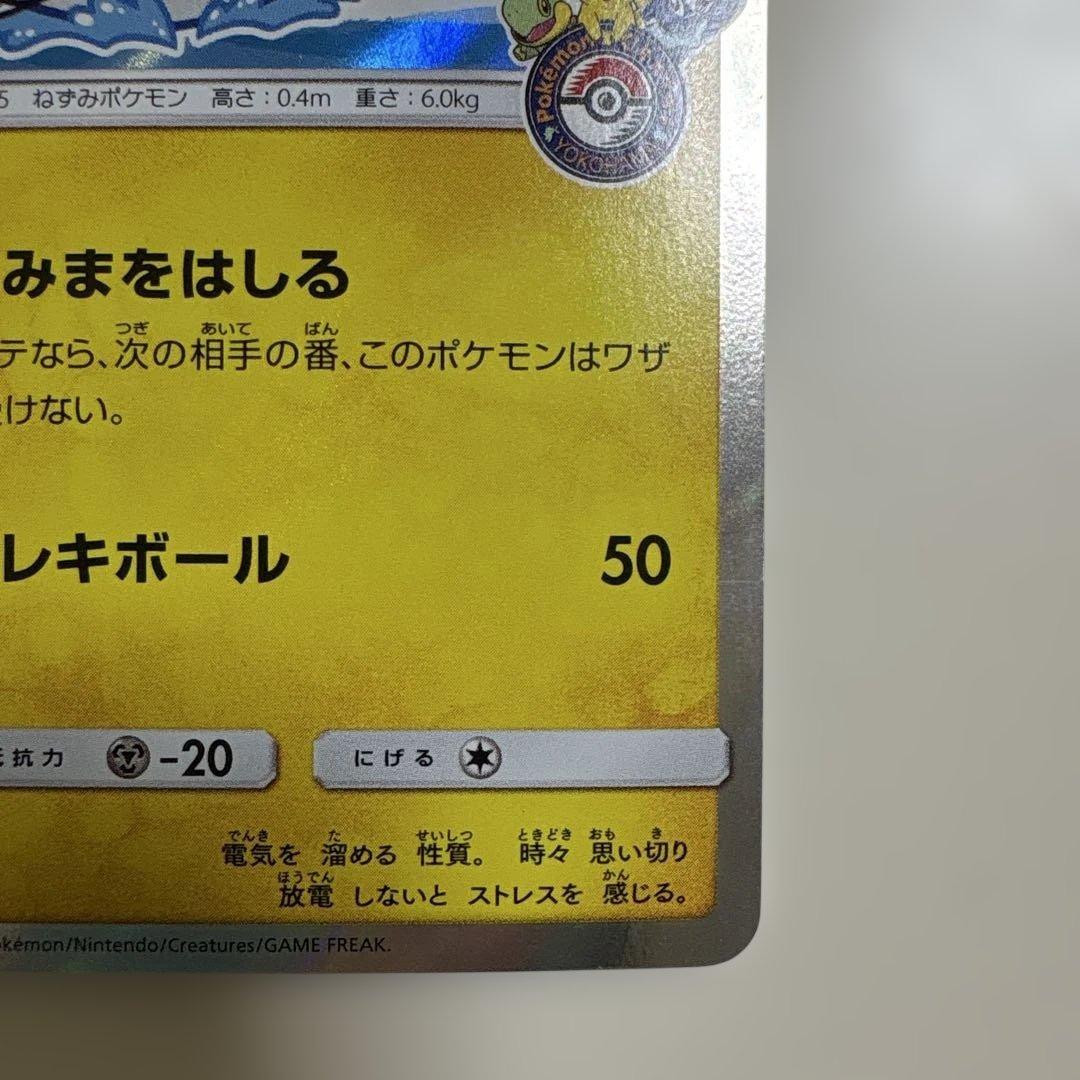 5 ねずみポケモン 高さ：0.4m 重さ：6.0kg
Pokémon
YOKOHAMA
みまをはしる
つぎ あいて ばん
テなら、次の相手の番、このポケモンはワザ
けない。
レキボール 50
抗力 -20 にげる
でんき た せいしつ ときどき おも き
電気を 溜める 性質。 時々 思い切り
ほうでん かん
放電 しないと ストレスを 感じる。
okémon/Nintendo/Creatures/GAME FREAK.